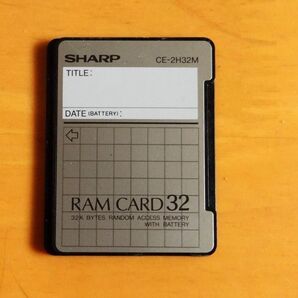 SHARP CE-2H32M
TITLE:
DATE (BATTERY):
RAM CARD 32
32K BYTES RANDOM ACCESS MEMORY
WITH BATTERY